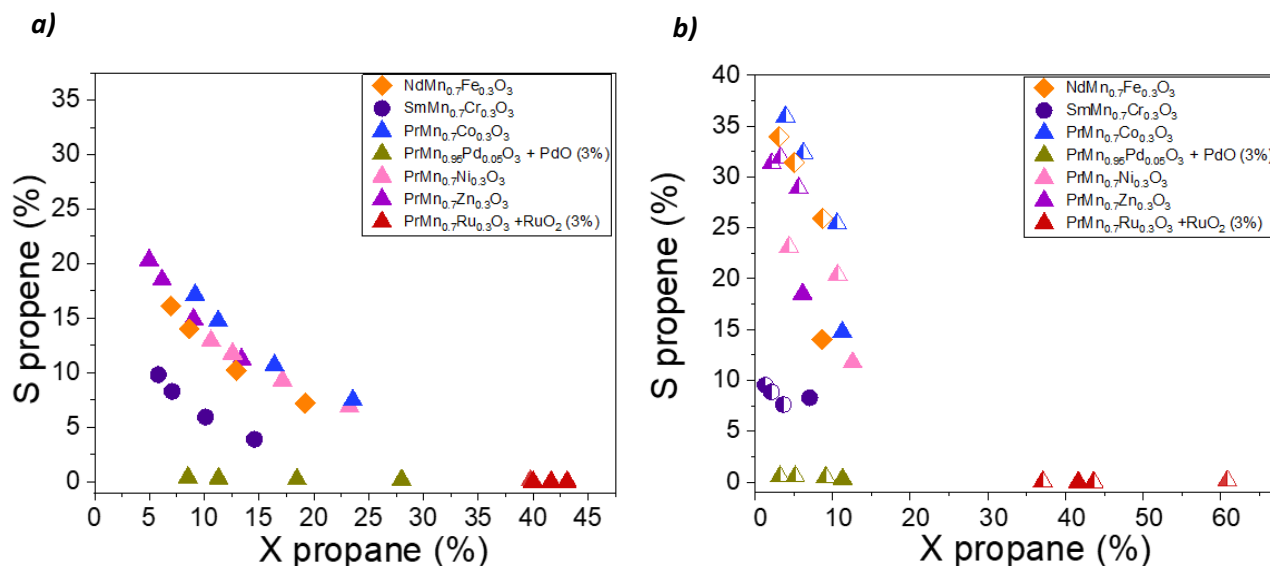 a)
S propene (%)
35
30
25
20
15
10
5
0
0 5 10 15 20 25 30 35 40 45
X propane (%)
NdMn0.7Fe0.3O3
SmMn0.7Cr0.3O3
PrMn0.7Co0.3O3
PrMn0.95Pd0.05O3 + PdO (3%)
PrMn0.7Ni0.3O3
PrMn0.7Zn0.3O3
PrMn0.7Ru0.3O3 +RuO2 (3%)
b)
S propene (%)
40
35
30
25
20
15
10
5
0
0 10 20 30 40 50 60
X propane (%)
NdMn0.7Fe0.3O3
SmMn0.7Cr0.3O3
PrMn0.7Co0.3O3
PrMn0.95Pd0.05O3 + PdO (3%)
PrMn0.7Ni0.3O3
PrMn0.7Zn0.3O3
PrMn0.7Ru0.3O3 +RuO2 (3%)